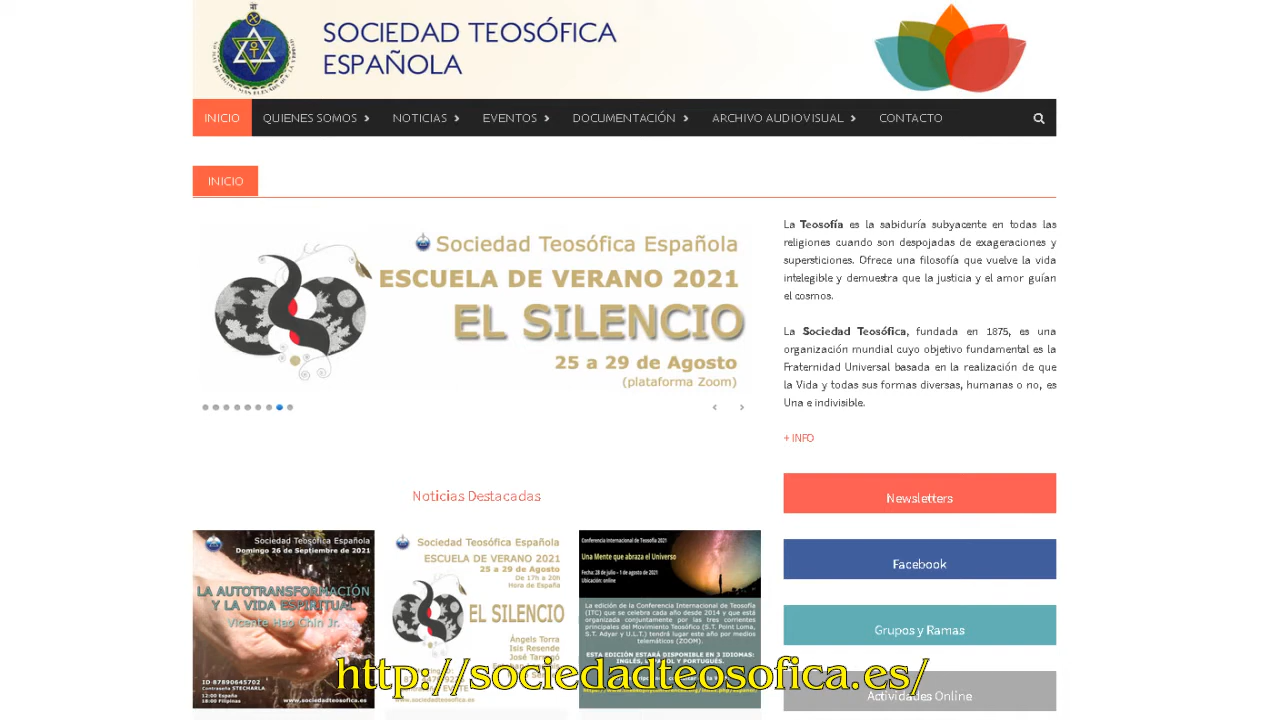 SOCIEDAD TEOSÓFICA
ESPAÑOLA
INICIO QUIENES SOMOS NOTICIAS EVENTOS DOCUMENTACIÓN ARCHIVO AUDIOVISUAL CONTACTO
INICIO
Sociedad Teosófica Española
ESCUELA DE VERANO 2021
EL SILENCIO
25 a 29 de Agosto
(plataforma Zoom)
La Teosofía es la sabiduría subyacente en todas las
religiones cuando son despojadas de exageraciones y
supersticiones. Ofrece una filosofía que vuelve la vida
intelegible y demuestra que la justicia y el amor guían
el cosmos.
La Sociedad Teosófica, fundada en 1875, es una
organización mundial cuyo objetivo fundamental es la
Fraternidad Universal basada en la realización de que
la Vida y todas sus formas diversas, humanas o no, es
Una e indivisible.
+ INFO
Noticias Destacadas
Sociedad Teosófica Española
Domingo 26 de Septiembre de 2021
LA AUTOTRANSFORMACIÓN
Y LA VIDA ESPIRITUAL
Vicente Hao Chin Jr.
ID 87890645702
Contraseña STECHARLA
12:00 España
18:00 Filipinas
www.sociedadteosofica.es
Sociedad Teosófica Española
ESCUELA DE VERANO 2021
25 a 29 de Agosto
De 17h a 20h
Hora de España
EL SILENCIO
Ángels Torra
Isis Resende
José Tarragó
www.sociedadteosofica.es
Conferencia Internacional de Teosofía 2021
Una Mente que abraza el Universo
Fecha: 28 de julio - 1 de agosto de 2021
Ubicación: online
La edición de la Conferencia Internacional de Teosofía
(ITC) que se celebra cada año desde 2014 y que está
organizada conjuntamente por las tres corrientes
principales del Movimiento Teosófico (S.T. Point Loma,
S.T. Adyar y U.L.T.) tendrá lugar este año por medios
telemáticos (ZOOM).
ESTA EDICIÓN ESTARÁ DISPONIBLE EN 3 IDIOMAS:
INGLÉS, ESPAÑOL Y PORTUGUÉS.
Newsletters
Facebook
Grupos y Ramas
Actividades Online
http://sociedadteosofica.es/